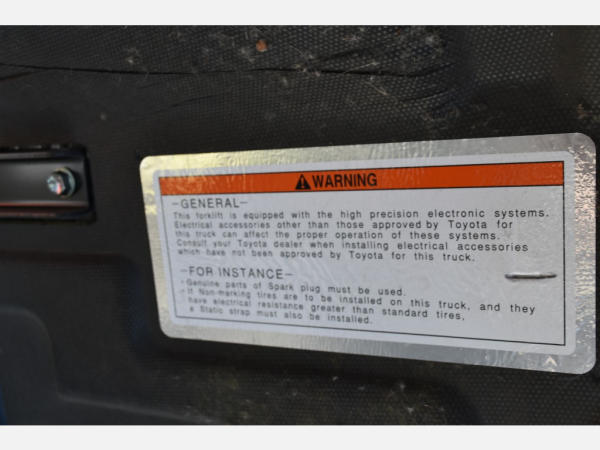 WARNING
-GENERAL-
This forklift is equipped with the high precision electronic systems.
Electrical accessories other than those approved by Toyota for
this truck can affect the proper operation of these systems.
Consult your Toyota dealer when installing electrical accessories
which have not been approved by Toyota for this truck.
-FOR INSTANCE-
· Genuine parts of Spark plug must be used.
· If Non-marking tires are to be installed on this truck, and they
have electrical resistance greater than standard tires,
a Static strap must also be installed.